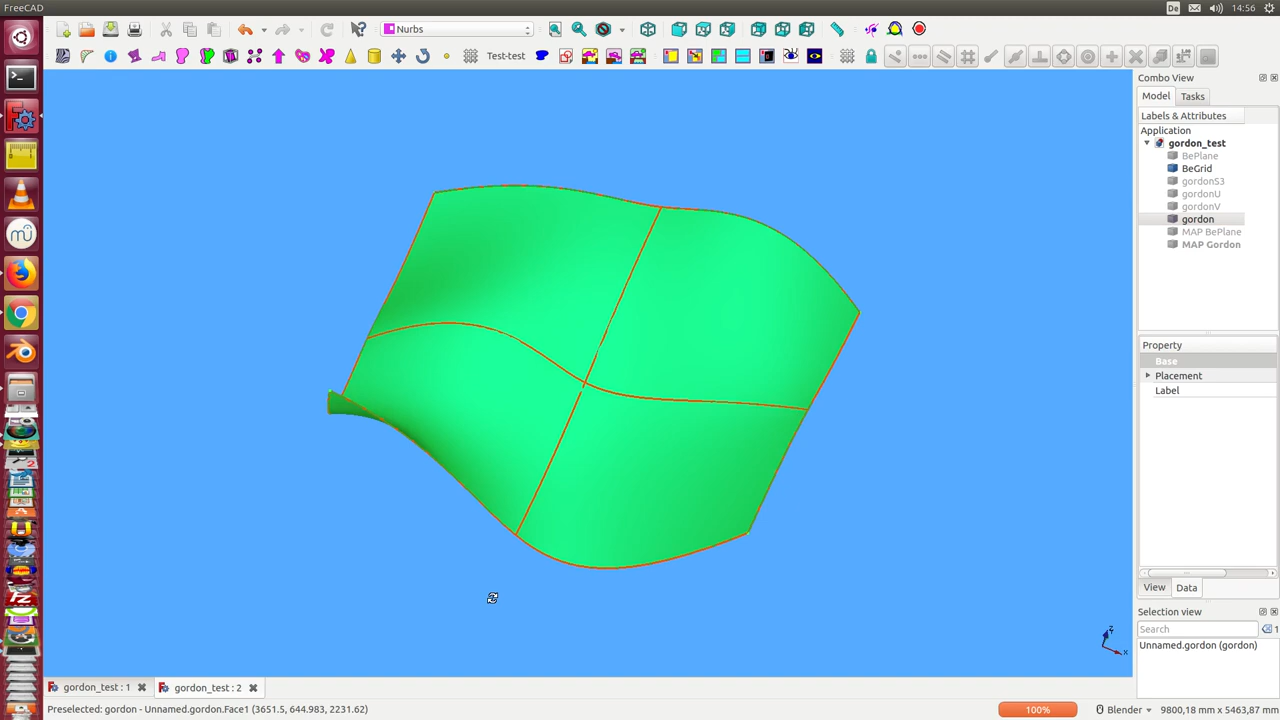 FreeCAD
De
14:56
Nurbs
Test-test
Combo View
Model
Tasks
Labels & Attributes
Application
gordon_test
BePlane
BeGrid
gordonS3
gordonU
gordonV
gordon
MAP BePlane
MAP Gordon
Property
Base
Placement
Label
View
Data
Selection view
Search
1
Unnamed.gordon (gordon)
Z
X
gordon_test : 1
gordon_test : 2
Preselected: gordon - Unnamed.gordon.Face1 (3651.5, 644.983, 2231.62)
100%
Blender
9800,18 mm x 5463,87 mm